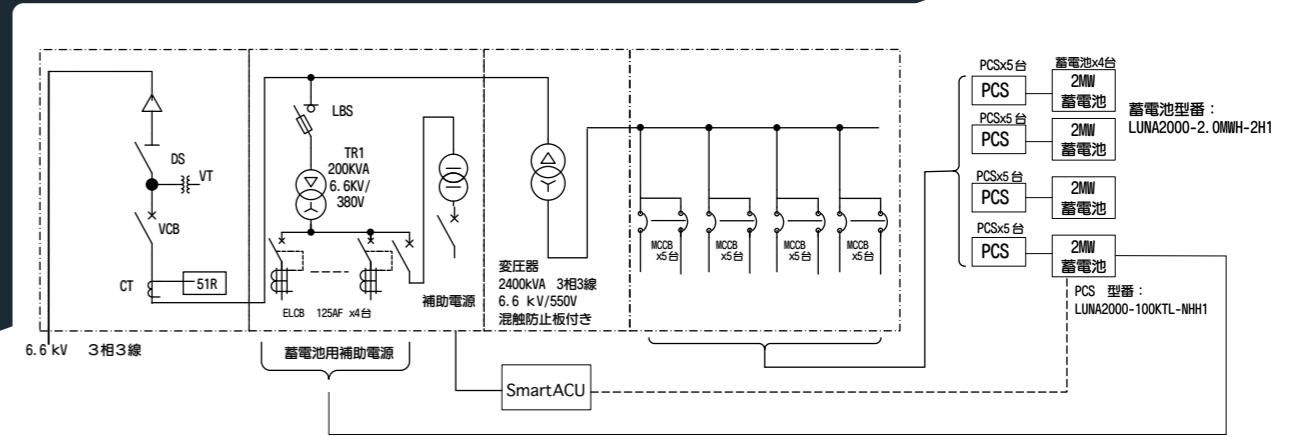 6.6 kV 3相3線
DS
VT
VCB
CT
51R
LBS
TR1
200KVA
6.6KV/
380V
ELCB 125AF x4台
補助電源
蓄電池用補助電源
変圧器
2400kVA 3相3線
6.6 kV/550V
混触防止板付き
MCCB
x5台
MCCB
x5台
MCCB
x5台
MCCB
x5台
SmartACU
PCSx5台
PCS
蓄電池x4台
2MW
蓄電池
PCSx5台
PCS
2MW
蓄電池
PCSx5台
PCS
2MW
蓄電池
PCSx5台
PCS
2MW
蓄電池
蓄電池型番：
LUNA2000-2.0MWH-2H1
PCS 型番：
LUNA2000-100KTL-NHH1